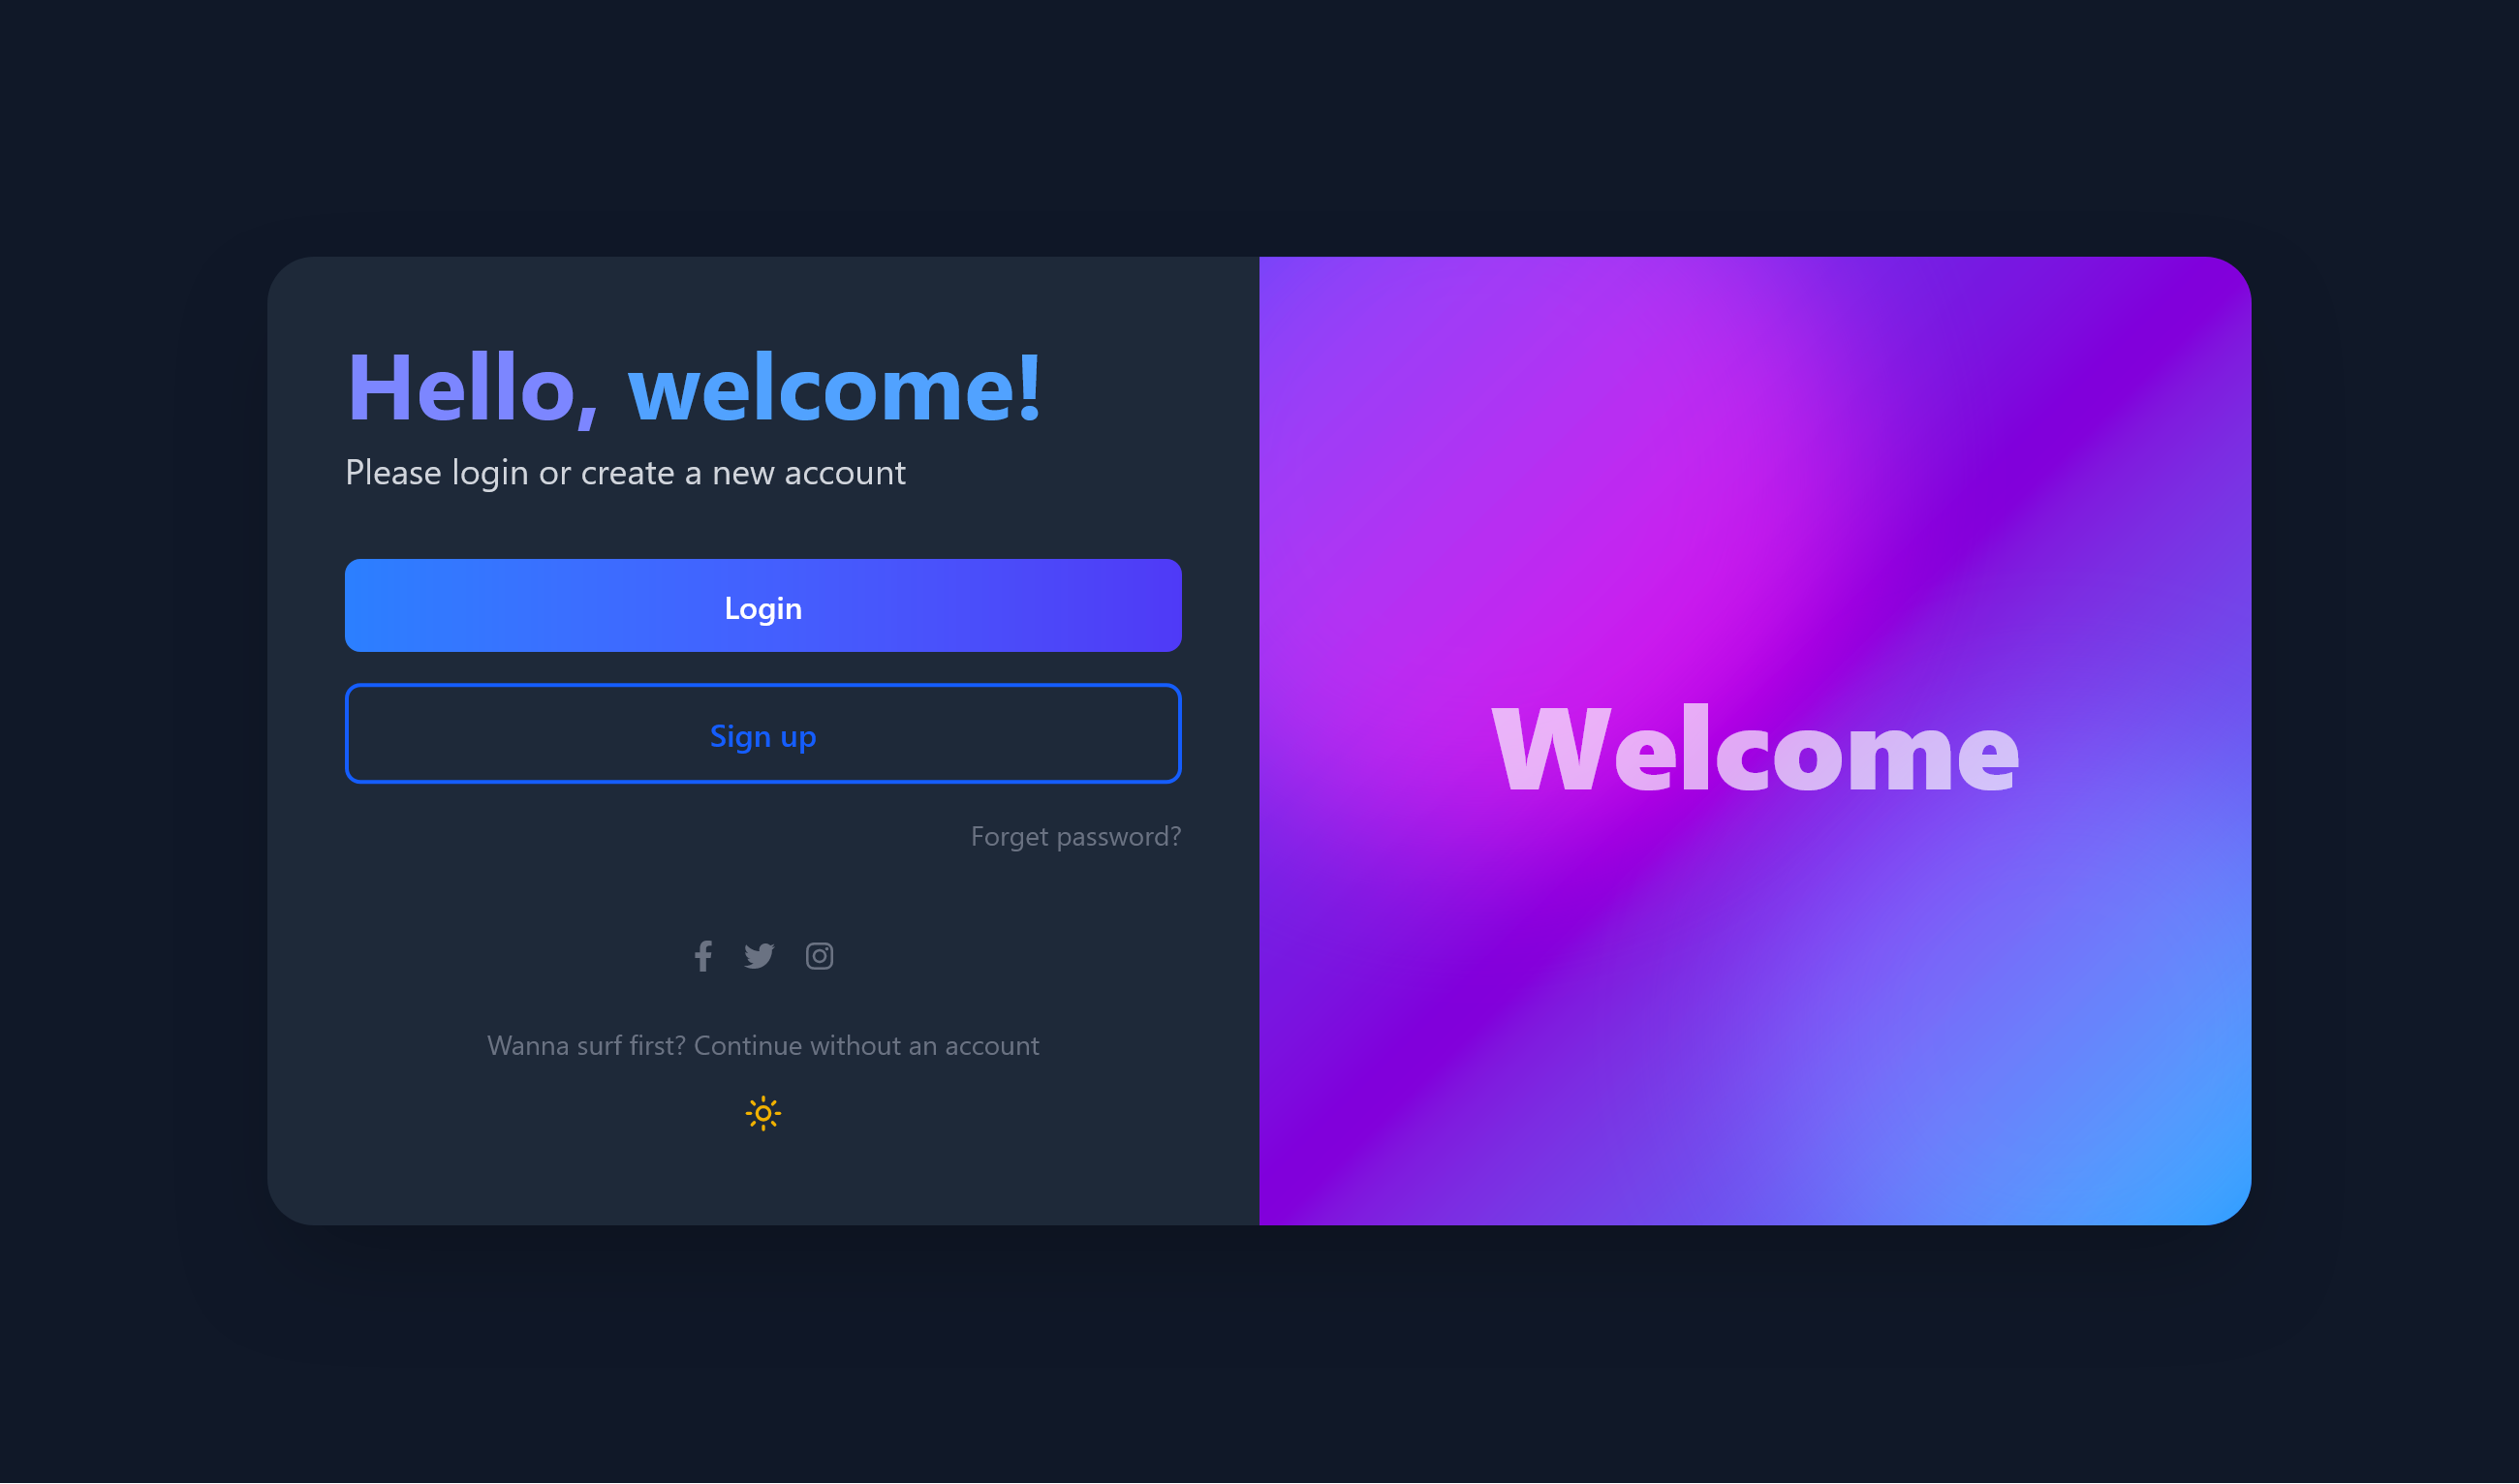 Hello, welcome!
Please login or create a new account
Login
Sign up
Forget password?
Wanna surf first? Continue without an account
Welcome